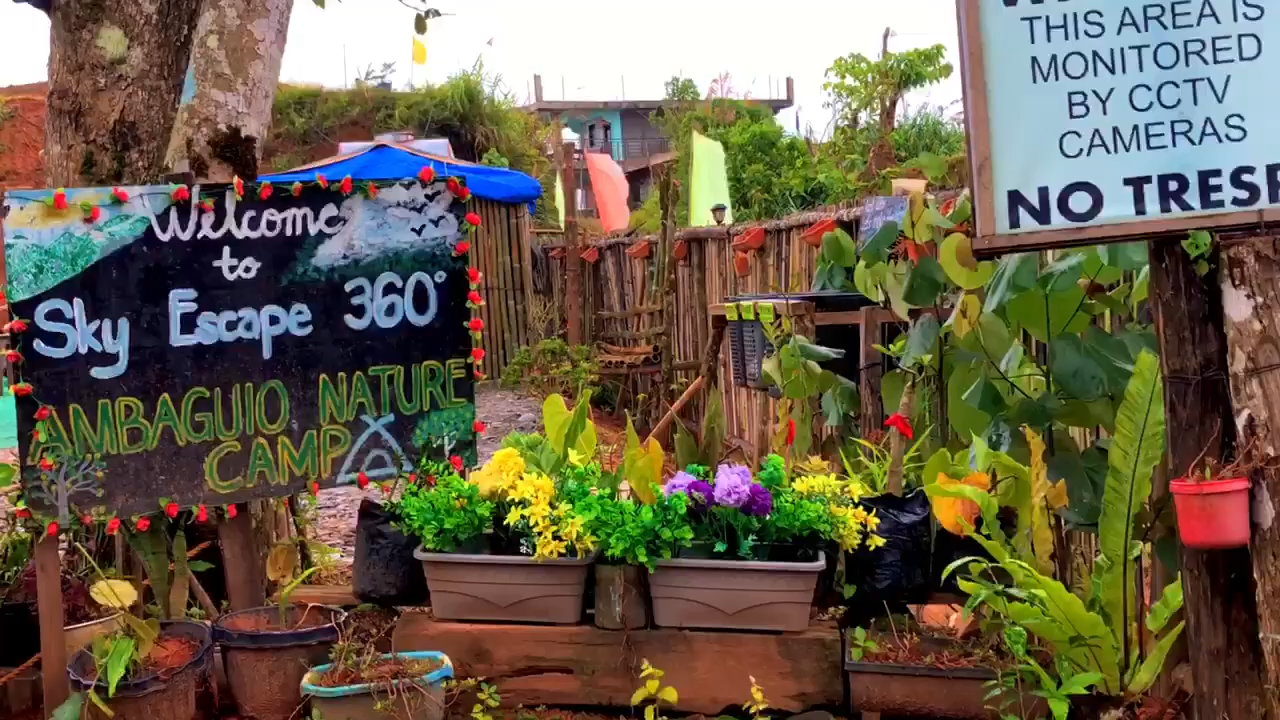 Welcome
to
Sky Escape 360°
AMBAGUIO NATURE
CAMP
THIS AREA IS
MONITORED
BY CCTV
CAMERAS
NO TRESP